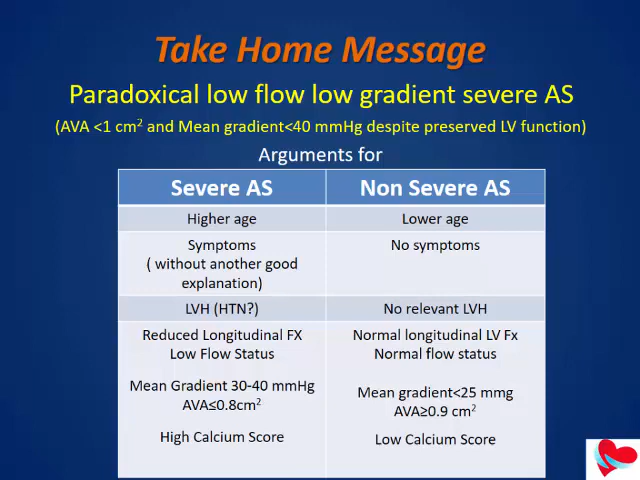 Take Home Message
Paradoxical low flow low gradient severe AS
(AVA <1 cm² and Mean gradient<40 mmHg despite preserved LV function)
Arguments for
Severe AS
Non Severe AS
Higher age
Lower age
Symptoms
( without another good
explanation)
No symptoms
LVH (HTN?)
No relevant LVH
Reduced Longitudinal FX
Low Flow Status
Mean Gradient 30-40 mmHg
AVA≤0.8cm²
High Calcium Score
Normal longitudinal LV Fx
Normal flow status
Mean gradient<25 mmg
AVA≥0.9 cm²
Low Calcium Score